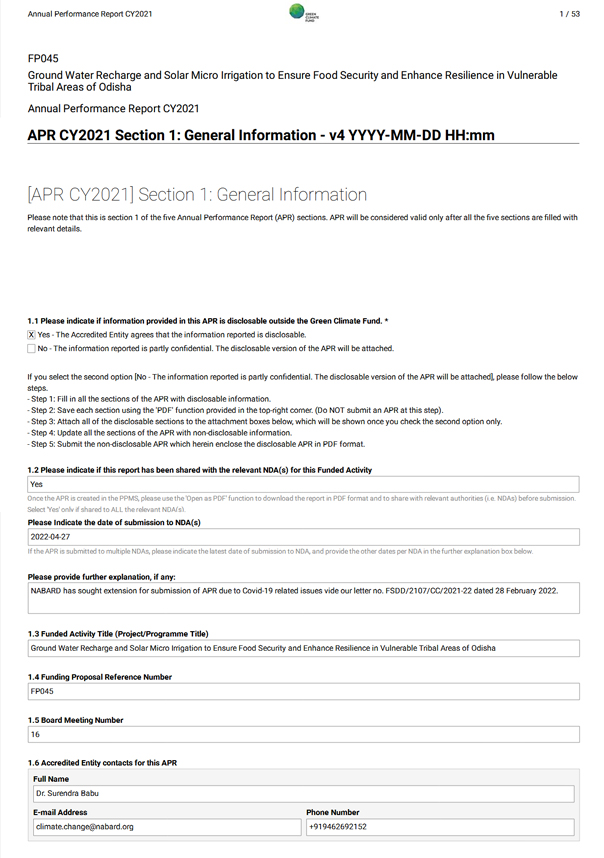 Annual Performance Report CY2021
GREEN
CLIMATE
FUND
1 / 53
FP045
Ground Water Recharge and Solar Micro Irrigation to Ensure Food Security and Enhance Resilience in Vulnerable
Tribal Areas of Odisha
Annual Performance Report CY2021
APR CY2021 Section 1: General Information - v4 YYYY-MM-DD HH:mm
[APR CY2021] Section 1: General Information
Please note that this is section 1 of the five Annual Performance Report (APR) sections. APR will be considered valid only after all the five sections are filled with
relevant details.
1.1 Please indicate if information provided in this APR is disclosable outside the Green Climate Fund. *
X Yes - The Accredited Entity agrees that the information reported is disclosable.
No - The information reported is partly confidential. The disclosable version of the APR will be attached.
If you select the second option [No - The information reported is partly confidential. The disclosable version of the APR will be attached], please follow the below
steps.
- Step 1: Fill in all the sections of the APR with disclosable information.
- Step 2: Save each section using the 'PDF' function provided in the top-right corner. (Do NOT submit an APR at this step).
- Step 3: Attach all of the disclosable sections to the attachment boxes below, which will be shown once you check the second option only.
- Step 4: Update all the sections of the APR with non-disclosable information.
- Step 5: Submit the non-disclosable APR which herein enclose the disclosable APR in PDF format.
1.2 Please indicate if this report has been shared with the relevant NDA(s) for this Funded Activity
Yes
Once the APR is created in the PPMS, please use the 'Open as PDF' function to download the report in PDF format and to share with relevant authorities (i.e. NDAs) before submission.
Select 'Yes' only if shared to ALL the relevant NDA(s).
Please Indicate the date of submission to NDA(s)
2022-04-27
If the APR is submitted to multiple NDAs, please indicate the latest date of submission to NDA, and provide the other dates per NDA in the further explanation box below.
Please provide further explanation, if any:
NABARD has sought extension for submission of APR due to Covid-19 related issues vide our letter no. FSDD/2107/CC/2021-22 dated 28 February 2022.
1.3 Funded Activity Title (Project/Programme Title)
Ground Water Recharge and Solar Micro Irrigation to Ensure Food Security and Enhance Resilience in Vulnerable Tribal Areas of Odisha
1.4 Funding Proposal Reference Number
FP045
1.5 Board Meeting Number
16
1.6 Accredited Entity contacts for this APR
Full Name
Dr. Surendra Babu
E-mail Address
Phone Number
climate.change@nabard.org
+919462692152